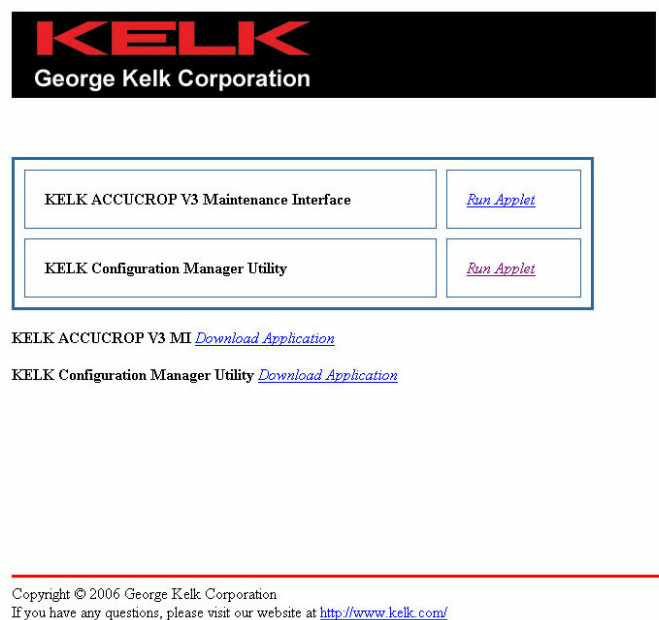 KELK
George Kelk Corporation
KELK ACCUCROP V3 Maintenance Interface Run Applet
KELK Configuration Manager Utility Run Applet
KELK ACCUCROP V3 MI Download Application
KELK Configuration Manager Utility Download Application
Copyright © 2006 George Kelk Corporation
If you have any questions, please visit our website at http://www.kelk.com/